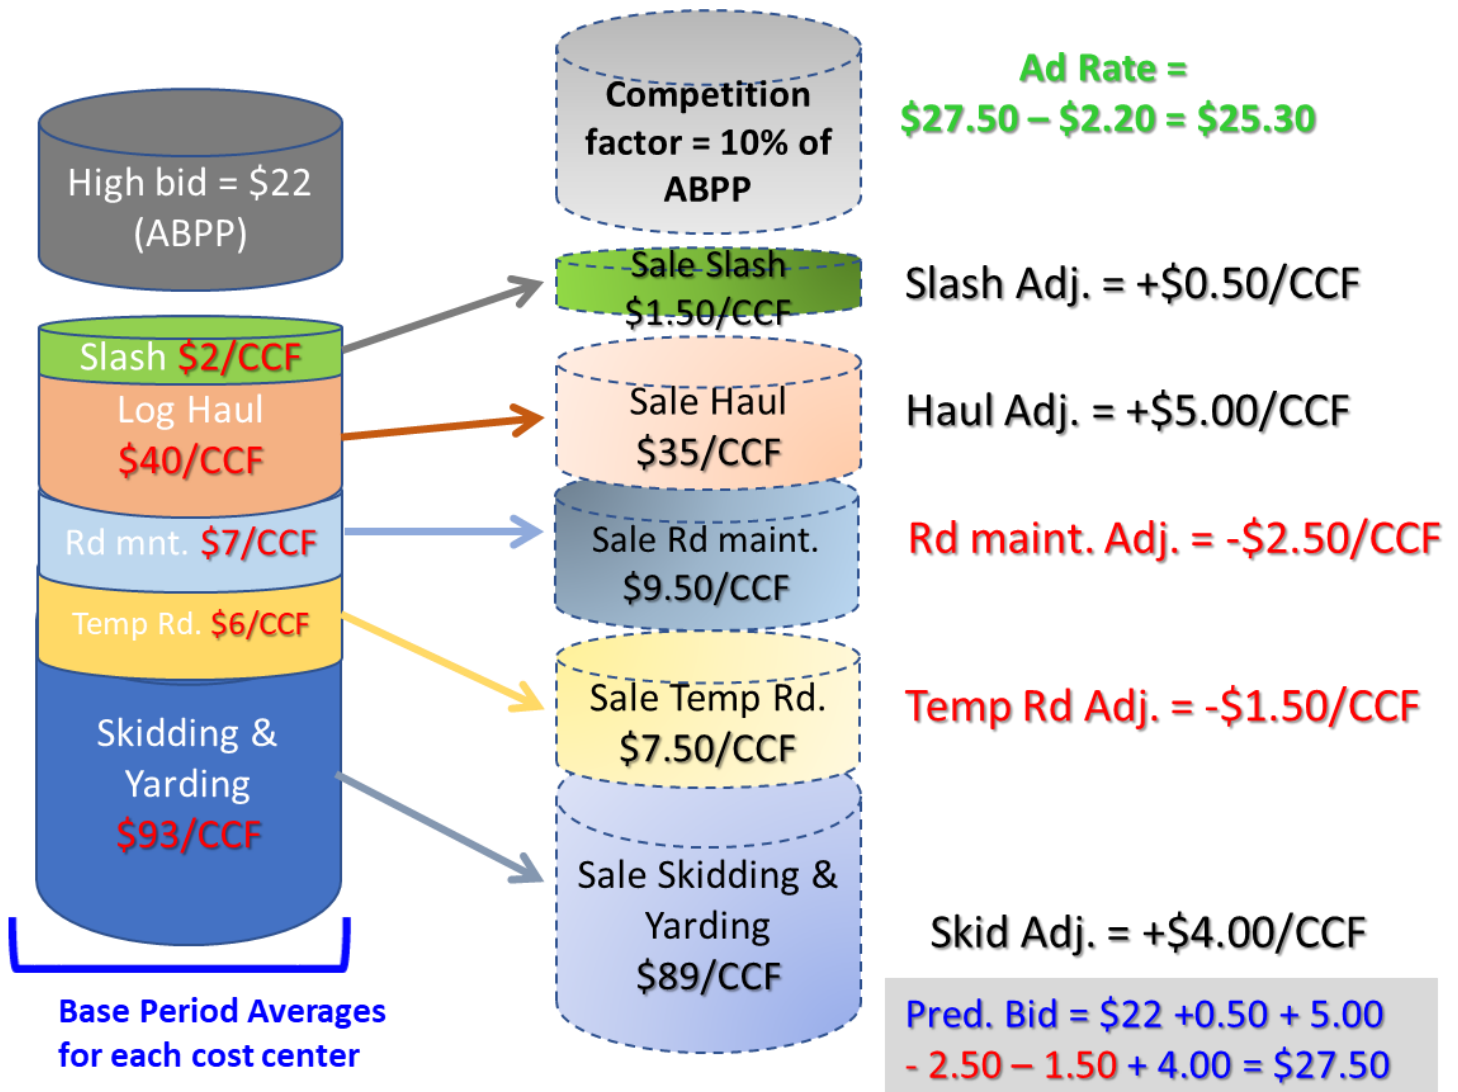 High bid = $22
(ABPP)
Slash $2/CCF
Log Haul
$40/CCF
Rd mnt. $7/CCF
Temp Rd. $6/CCF
Skidding &
Yarding
$93/CCF
Base Period Averages
for each cost center
Competition
factor = 10% of
ABPP
Sale Slash
$1.50/CCF
Sale Haul
$35/CCF
Sale Rd maint.
$9.50/CCF
Sale Temp Rd.
$7.50/CCF
Sale Skidding &
Yarding
$89/CCF
Ad Rate =
$27.50 – $2.20 = $25.30
Slash Adj. = +$0.50/CCF
Haul Adj. = +$5.00/CCF
Rd maint. Adj. = -$2.50/CCF
Temp Rd Adj. = -$1.50/CCF
Skid Adj. = +$4.00/CCF
Pred. Bid = $22 +0.50 + 5.00
- 2.50 – 1.50 + 4.00 = $27.50